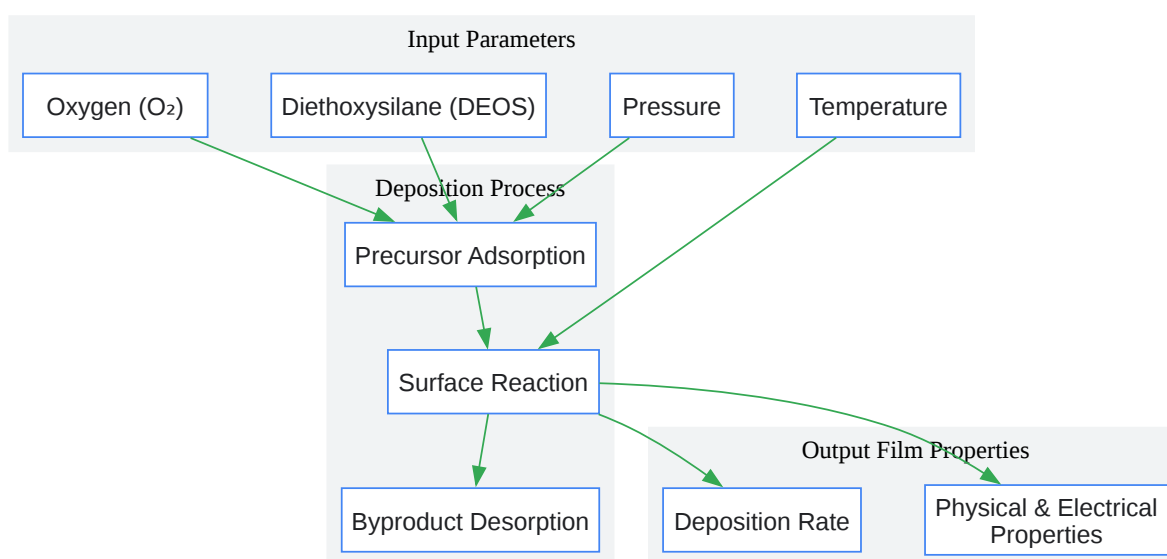 Input Parameters
Oxygen (O₂)
Diethoxysilane (DEOS)
Pressure
Temperature
Deposition Process
Precursor Adsorption
Surface Reaction
Output Film Properties
Byproduct Desorption
Deposition Rate
Physical & Electrical
Properties